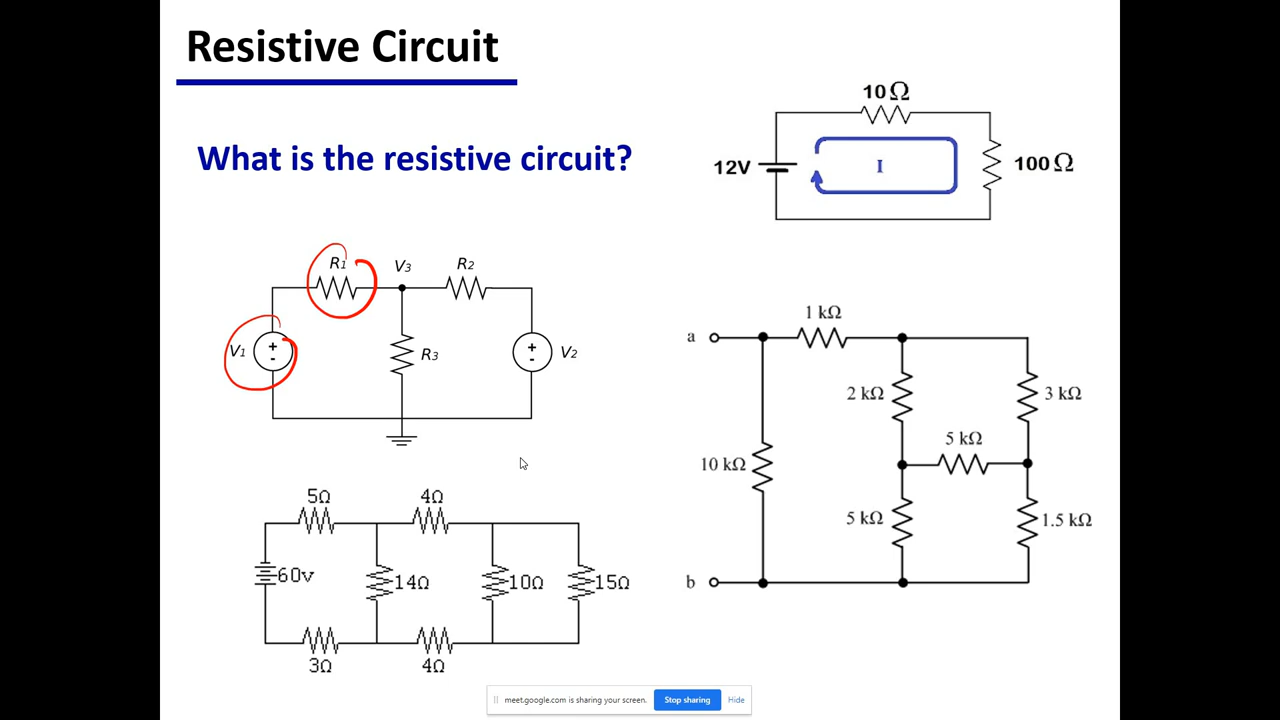 Resistive Circuit
What is the resistive circuit?
10Ω
12V
I
100Ω
R1
V3
R2
V1
+
-
R3
+
-
V2
5Ω
4Ω
60v
14Ω
10Ω
15Ω
3Ω
4Ω
1 kΩ
a
2 kΩ
3 kΩ
5 kΩ
10 kΩ
5 kΩ
1.5 kΩ
b
meet.google.com is sharing your screen.
Stop sharing
Hide